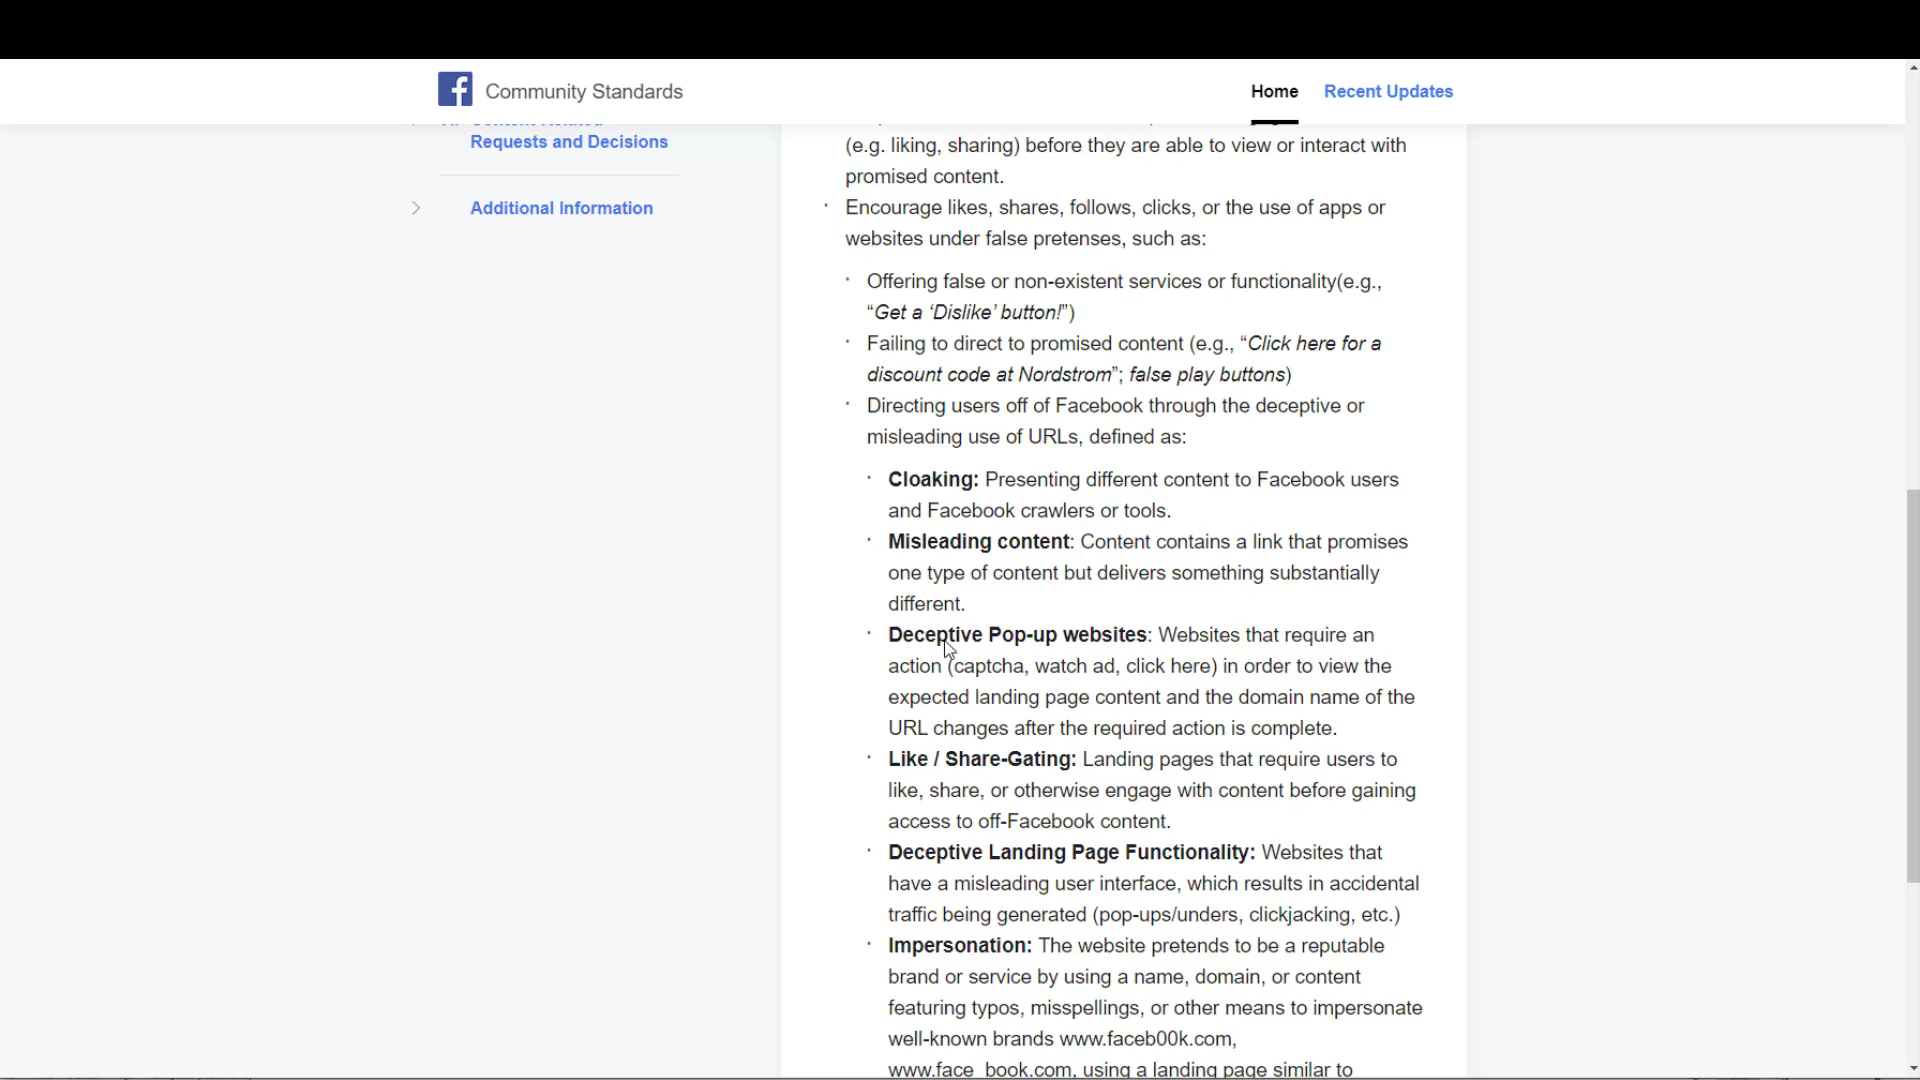 Community Standards
Home
Recent Updates
Requests and Decisions
Additional Information
(e.g. liking, sharing) before they are able to view or interact with
promised content.
· Encourage likes, shares, follows, clicks, or the use of apps or
websites under false pretenses, such as:
· Offering false or non-existent services or functionality(e.g.,
“Get a ‘Dislike’ button!”)
· Failing to direct to promised content (e.g., “Click here for a
discount code at Nordstrom”; false play buttons)
· Directing users off of Facebook through the deceptive or
misleading use of URLs, defined as:
· Cloaking: Presenting different content to Facebook users
and Facebook crawlers or tools.
· Misleading content: Content contains a link that promises
one type of content but delivers something substantially
different.
· Deceptive Pop-up websites: Websites that require an
action (captcha, watch ad, click here) in order to view the
expected landing page content and the domain name of the
URL changes after the required action is complete.
· Like / Share-Gating: Landing pages that require users to
like, share, or otherwise engage with content before gaining
access to off-Facebook content.
· Deceptive Landing Page Functionality: Websites that
have a misleading user interface, which results in accidental
traffic being generated (pop-ups/unders, clickjacking, etc.)
· Impersonation: The website pretends to be a reputable
brand or service by using a name, domain, or content
featuring typos, misspellings, or other means to impersonate
well-known brands www.faceb00k.com,
www.face_book.com, using a landing page similar to